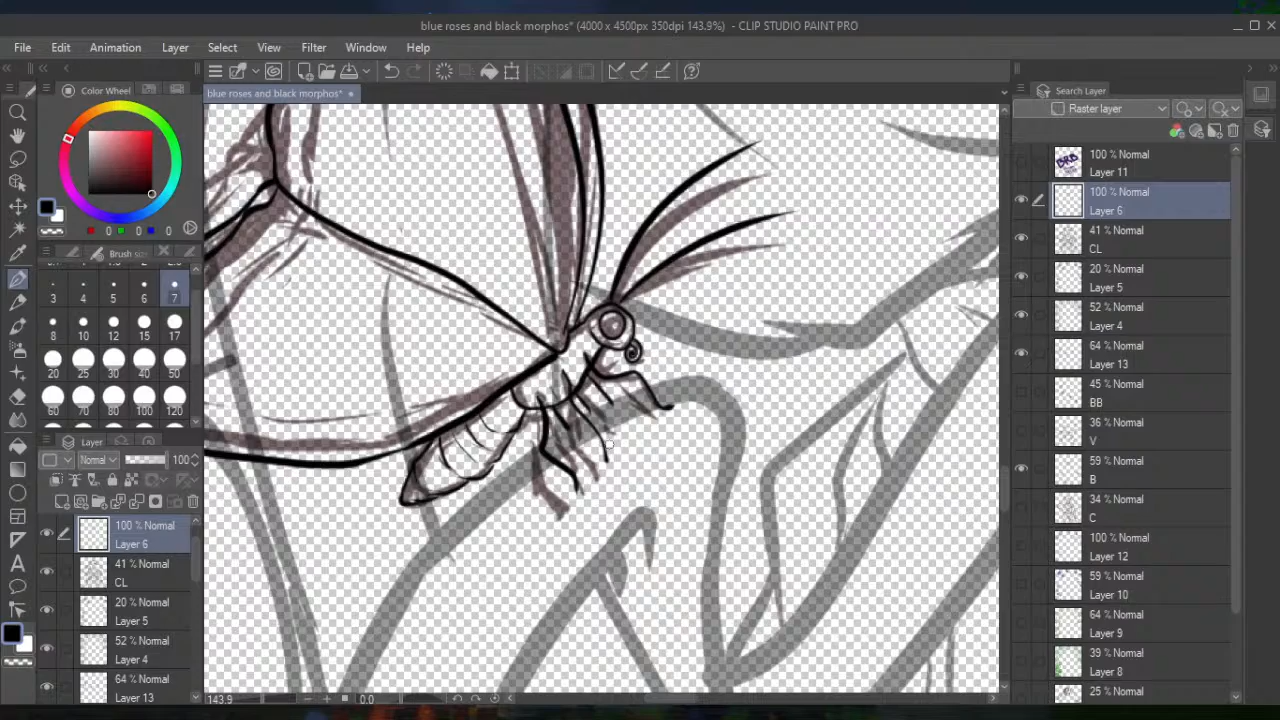 blue roses and black morphos* (4000 x 4500px 350dpi 143.9%) - CLIP STUDIO PAINT PRO
File Edit Animation Layer Select View Filter Window Help
Color Wheel
blue roses and black morphos*
Search Layer
Raster layer
0 0 0
Brush size
3 4 5 6 7
8 10 12 15 17
20 25 30 40 50
60 70 80 100 120
Layer
Normal 100
100 % Normal
Layer 6
41 % Normal
CL
20 % Normal
Layer 5
52 % Normal
Layer 4
64 % Normal
Layer 13
143.9 0.0
100 % Normal
Layer 11
100 % Normal
Layer 6
41 % Normal
CL
20 % Normal
Layer 5
52 % Normal
Layer 4
64 % Normal
Layer 13
45 % Normal
BB
36 % Normal
V
59 % Normal
B
34 % Normal
C
100 % Normal
Layer 12
59 % Normal
Layer 10
64 % Normal
Layer 9
39 % Normal
Layer 8
25 % Normal